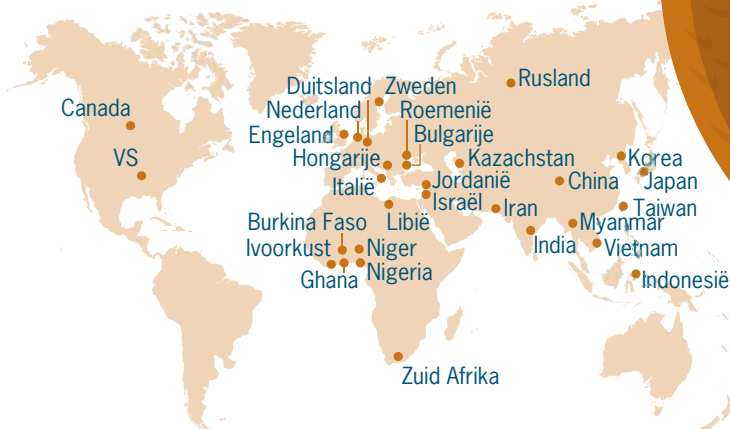 Duitsland Zweden Rusland
Canada Nederland Roemenië
Engeland Bulgarije
VS Hongarije Kazachstan Korea
Italië Jordanië China Japan
Israël Iran Taiwan
Burkina Faso Libië Myanmar
Ivoorkust Niger India Vietnam
Ghana Nigeria Indonesië
Zuid Afrika